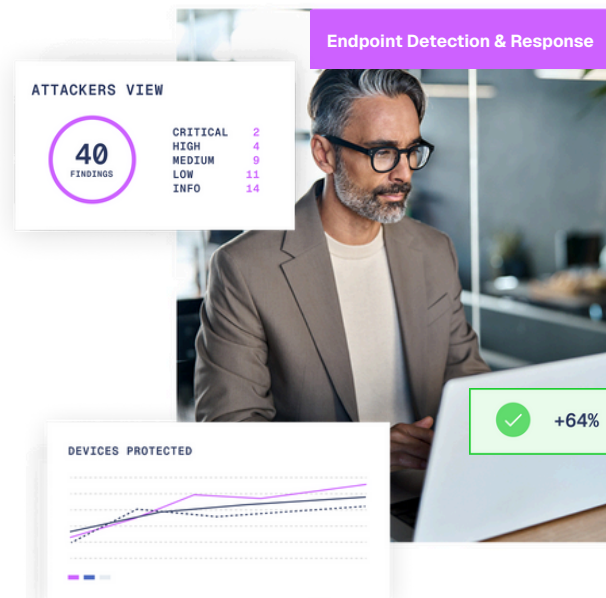 Endpoint Detection & Response
ATTACKERS VIEW
40
FINDINGS
CRITICAL 2
HIGH 4
MEDIUM 9
LOW 11
INFO 14
+64%
DEVICES PROTECTED